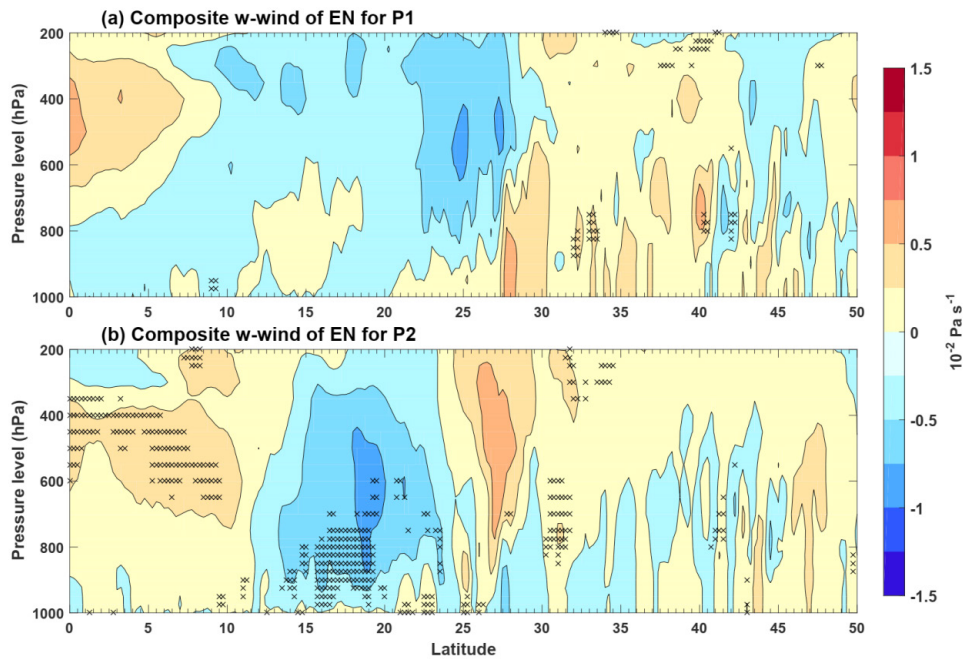 (a) Composite w-wind of EN for P1
200
400
600
800
1000
Pressure level (hPa)
0 5 10 15 20 25 30 35 40 45 50
(b) Composite w-wind of EN for P2
200
400
600
800
1000
Pressure level (hPa)
0 5 10 15 20 25 30 35 40 45 50
Latitude
1.5
1
0.5
0
-0.5
-1
-1.5
10⁻² Pa s⁻¹